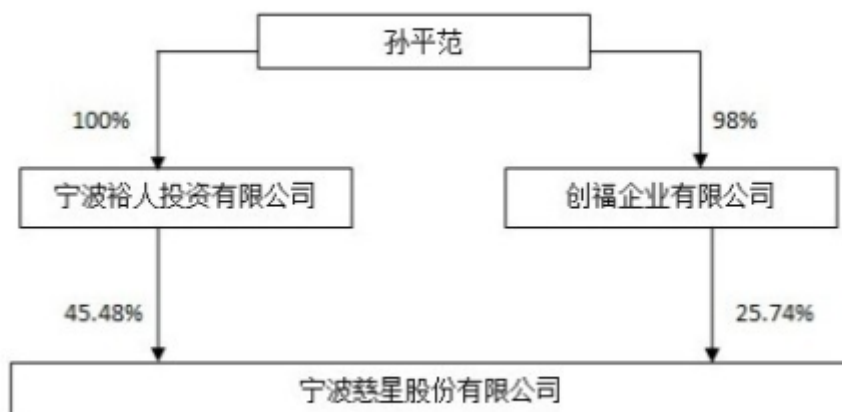 孙平范
100%
98%
宁波裕人投资有限公司
创福企业有限公司
45.48%
25.74%
宁波慈星股份有限公司